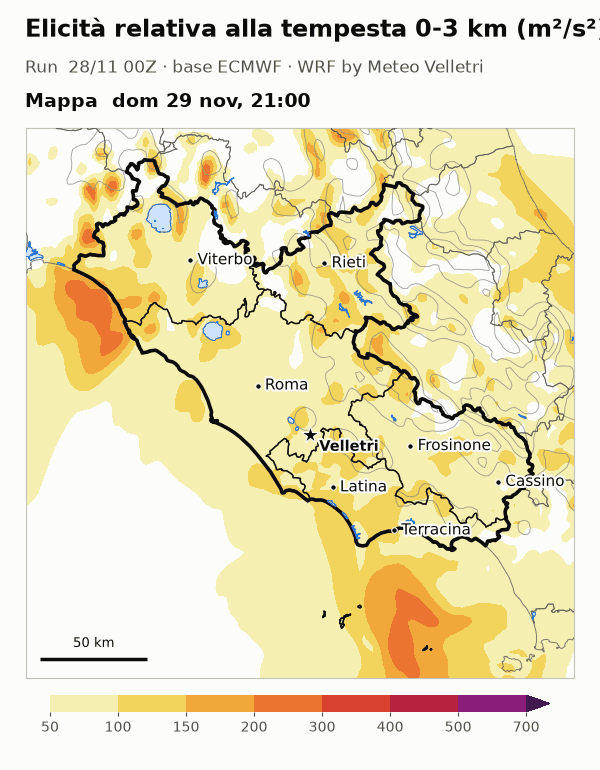 Elicità relativa alla tempesta 0-3 km (m²/s²)
Run 28/11 00Z · base ECMWF · WRF by Meteo Velletri
Mappa dom 29 nov, 21:00
Viterbo
Rieti
Roma
Velletri
Frosinone
Latina
Cassino
Terracina
50 km
50 100 150 200 300 400 500 700